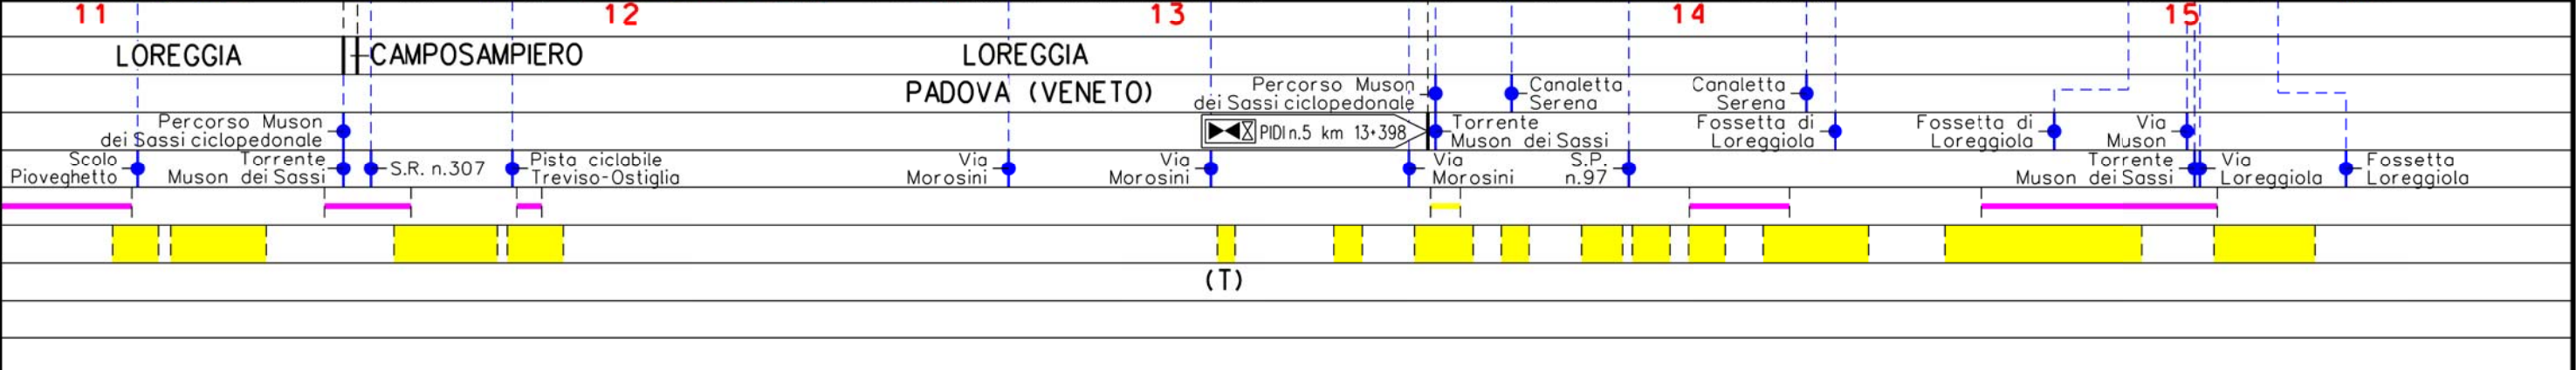 11 12 13 14 15
LOREGGIA CAMPOSAMPIERO LOREGGIA
PADOVA (VENETO)
Percorso Muson
dei Sassi ciclopedonale
Canaletta
Serena
Canaletta
Serena
Percorso Muson
dei Sassi ciclopedonale
PIDI n.5 km 13+398
Torrente
Muson dei Sassi
Fossetta di
Loreggiola
Fossetta di
Loreggiola
Via
Muson
Scolo
Pioveghetto
Torrente
Muson dei Sassi
S.R. n.307
Pista ciclabile
Treviso-Ostiglia
Via
Morosini
Via
Morosini
Via
Morosini
S.P.
n.97
Torrente
Muson dei Sassi
Via
Loreggiola
Fossetta
Loreggiola
(T)